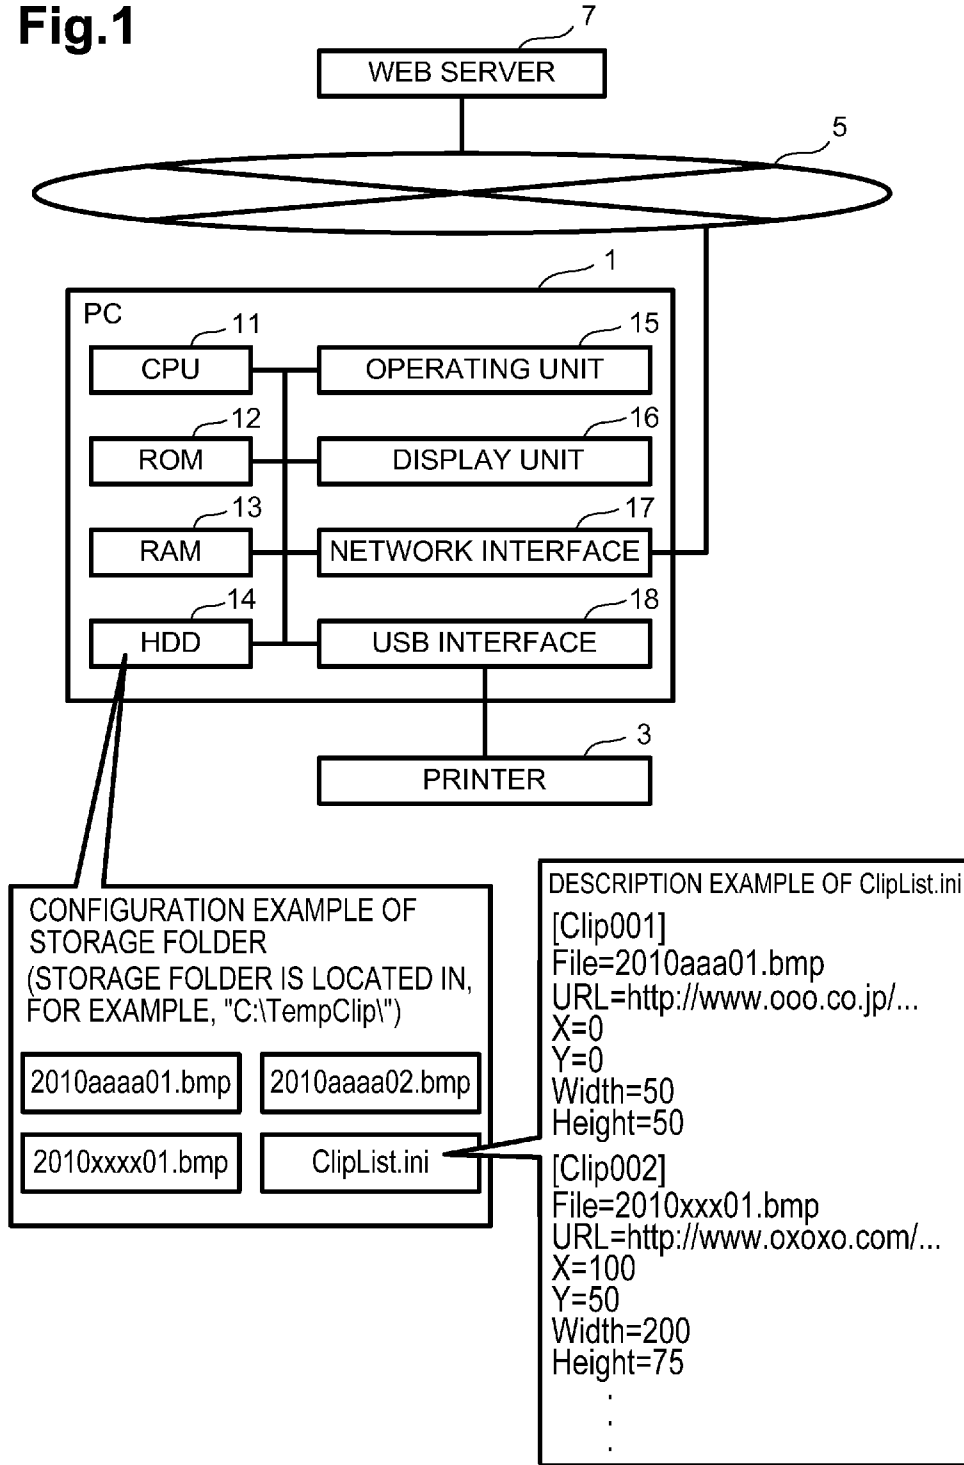 Fig.1
7
WEB SERVER
5
1
PC
11
15
CPU
OPERATING UNIT
12
16
ROM
DISPLAY UNIT
13
17
RAM
NETWORK INTERFACE
14
18
HDD
USB INTERFACE
3
PRINTER
CONFIGURATION EXAMPLE OF
STORAGE FOLDER
(STORAGE FOLDER IS LOCATED IN,
FOR EXAMPLE, "C:\TempClip\")
2010aaaa01.bmp
2010aaaa02.bmp
2010xxxx01.bmp
ClipList.ini
DESCRIPTION EXAMPLE OF ClipList.ini
[Clip001]
File=2010aaa01.bmp
URL=http://www.ooo.co.jp/...
X=0
Y=0
Width=50
Height=50
[Clip002]
File=2010xxx01.bmp
URL=http://www.oxoxo.com/...
X=100
Y=50
Width=200
Height=75
.
.
.